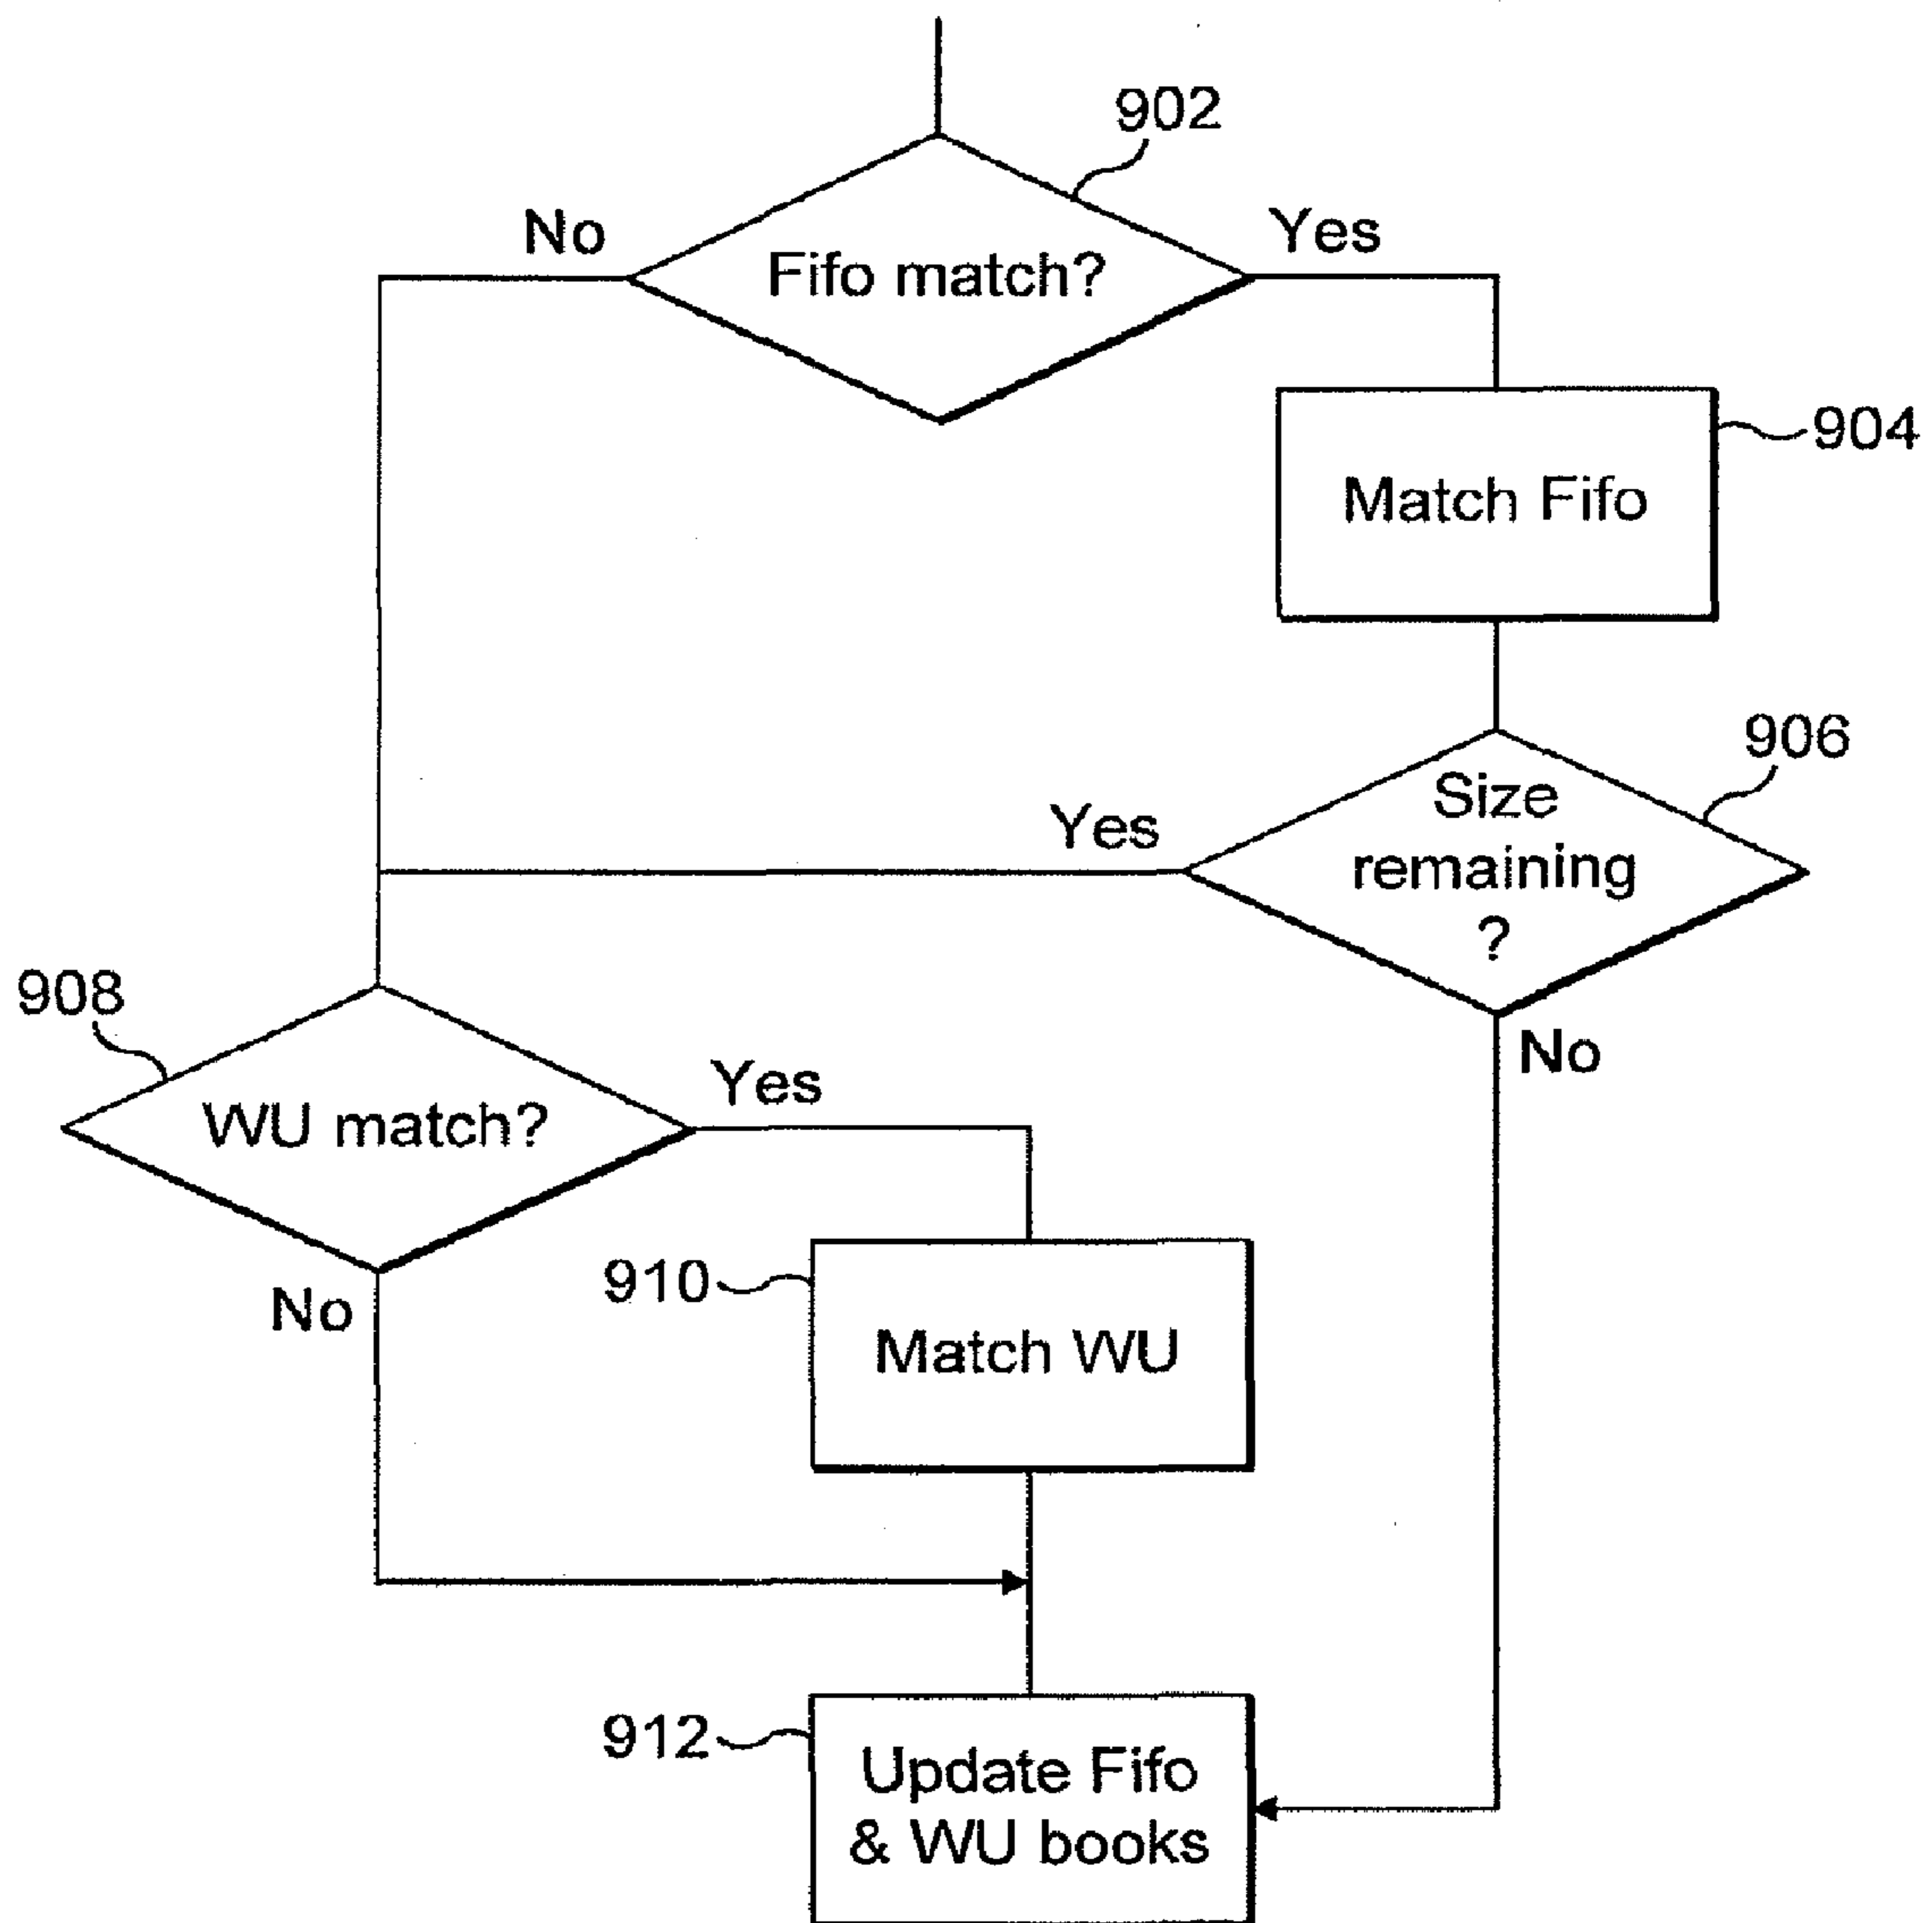 902
No
Yes
Fifo match?
904
Match Fifo
906
Size
remaining
?
Yes
No
908
WU match?
Yes
No
910
Match WU
912
Update Fifo
& WU books